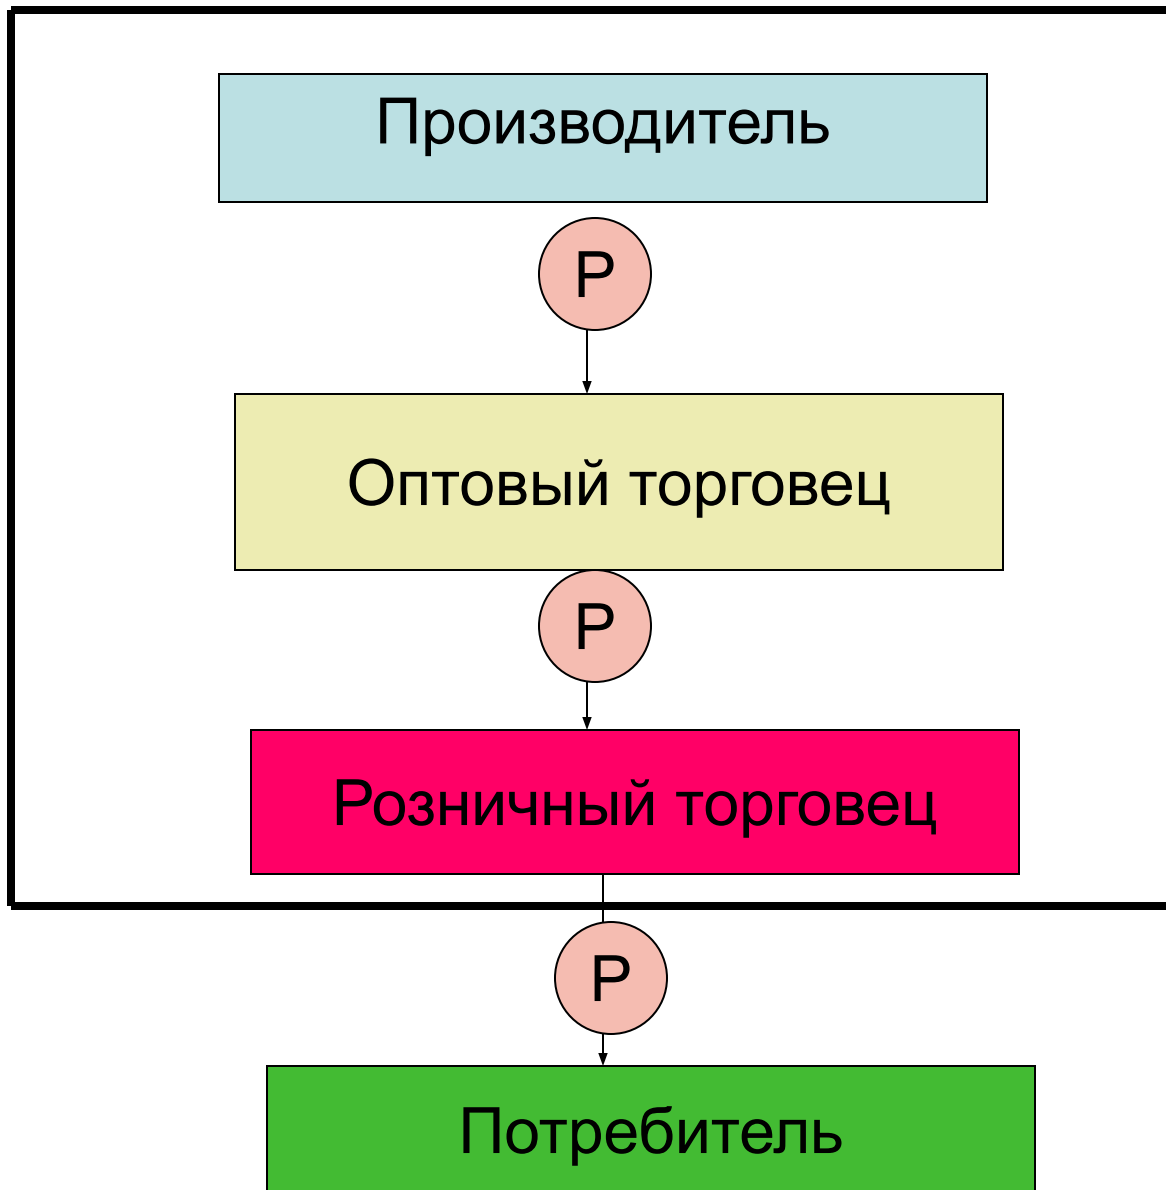 Производитель
Р
Оптовый торговец
Р
Розничный торговец
Р
Потребитель